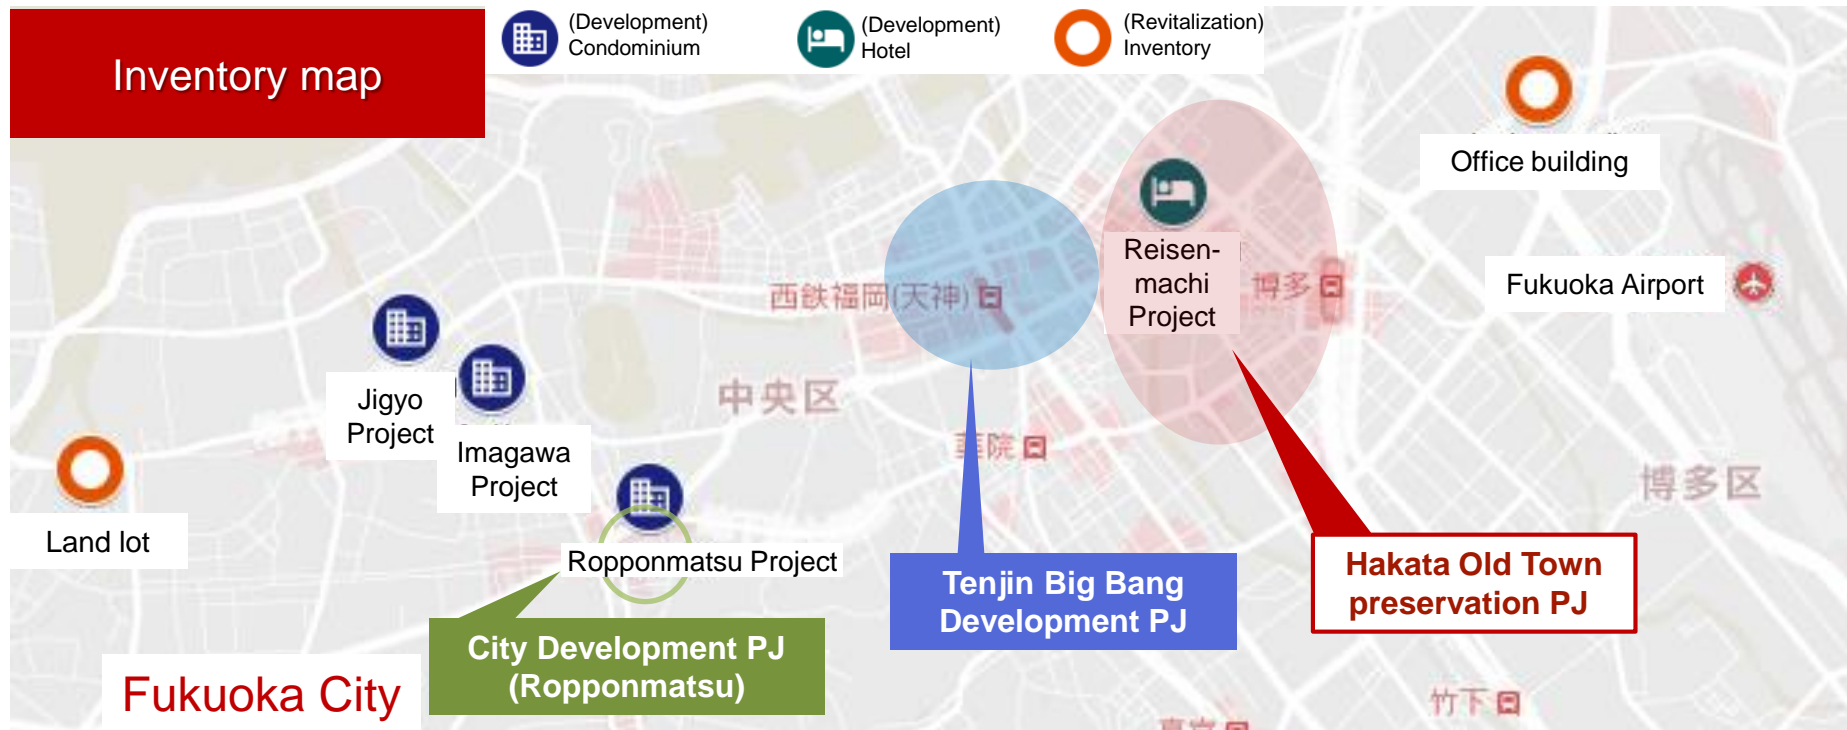 Inventory map
(Development)
Condominium
(Development)
Hotel
(Revitalization)
Inventory
Office building
Reisen-
machi
Project
博多
Fukuoka Airport
西鉄福岡(天神)
Jigyo
Project
中央区
Imagawa
Project
院
博多区
Land lot
Ropponmatsu Project
Tenjin Big Bang
Development PJ
Hakata Old Town
preservation PJ
City Development PJ
(Ropponmatsu)
Fukuoka City
竹下